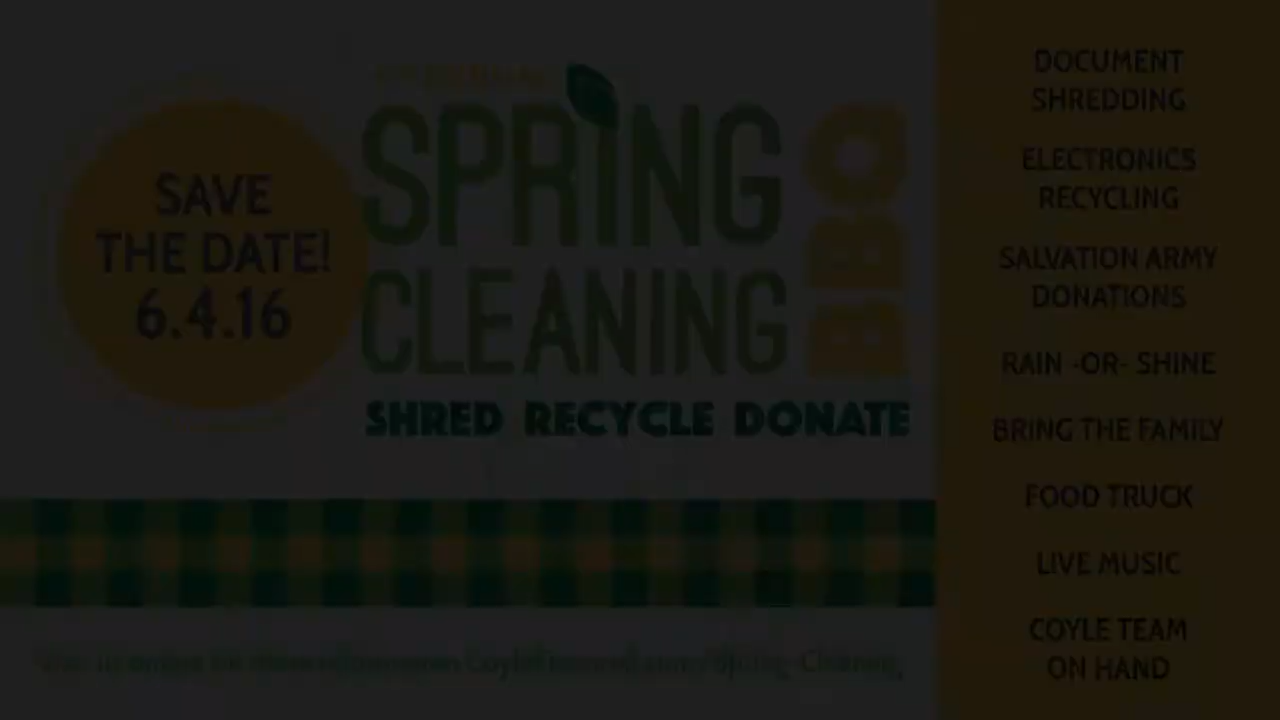 SAVE
THE DATE!
6.4.16
SPRING
CLEANING
BBQ
SHRED RECYCLE DONATE
DOCUMENT
SHREDDING
ELECTRONICS
RECYCLING
SALVATION ARMY
DONATIONS
RAIN -OR- SHINE
BRING THE FAMILY
FOOD TRUCK
LIVE MUSIC
COYLE TEAM
ON HAND